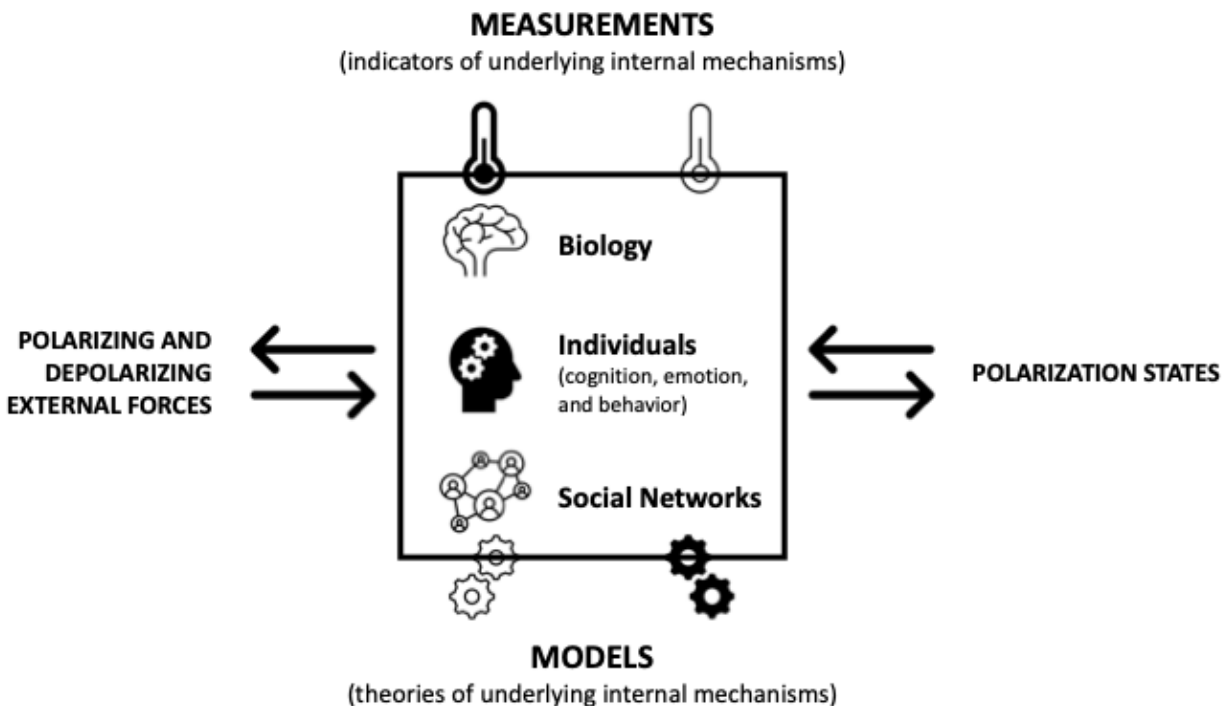 MEASUREMENTS
(indicators of underlying internal mechanisms)
Biology
POLARIZING AND
DEPOLARIZING
EXTERNAL FORCES
Individuals
(cognition, emotion,
and behavior)
POLARIZATION STATES
Social Networks
MODELS
(theories of underlying internal mechanisms)